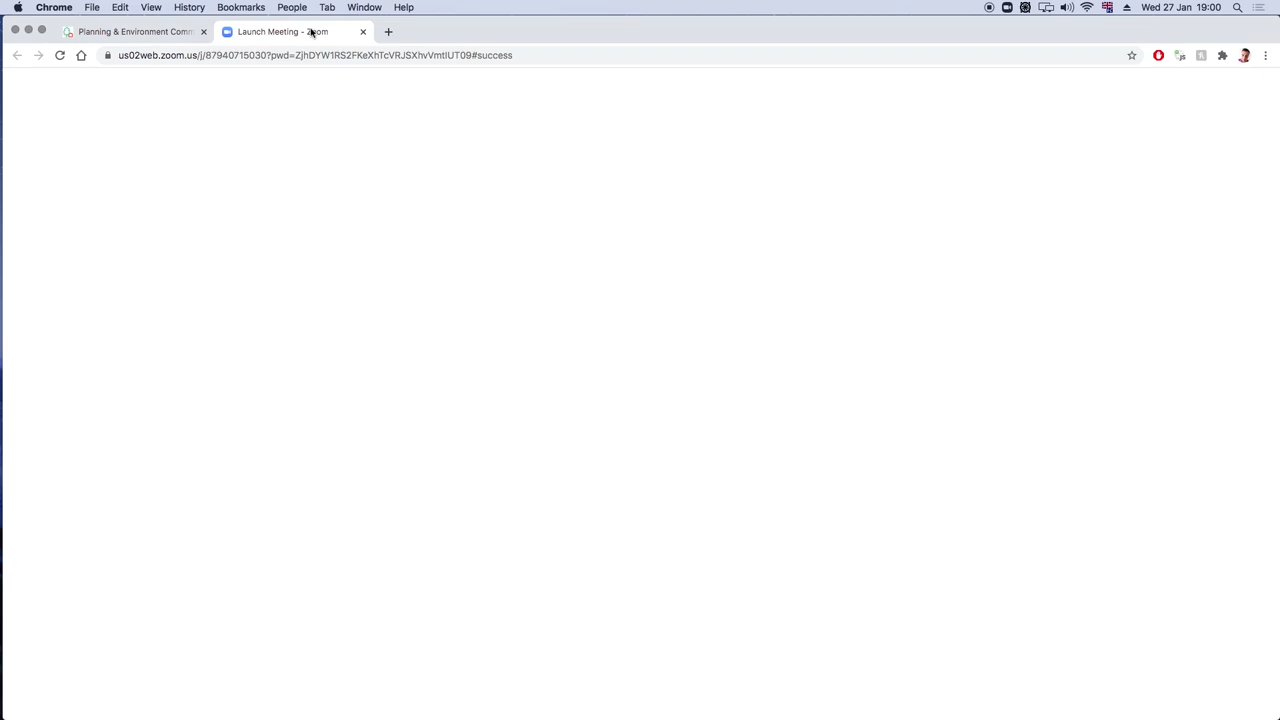 Chrome File Edit View History Bookmarks People Tab Window Help Wed 27 Jan 19:00
Planning & Environment Comm Launch Meeting - Zoom
us02web.zoom.us/j/87940715030?pwd=ZjhDYW1RS2FKeXhTcVRJSXhvVmtIUT09#success